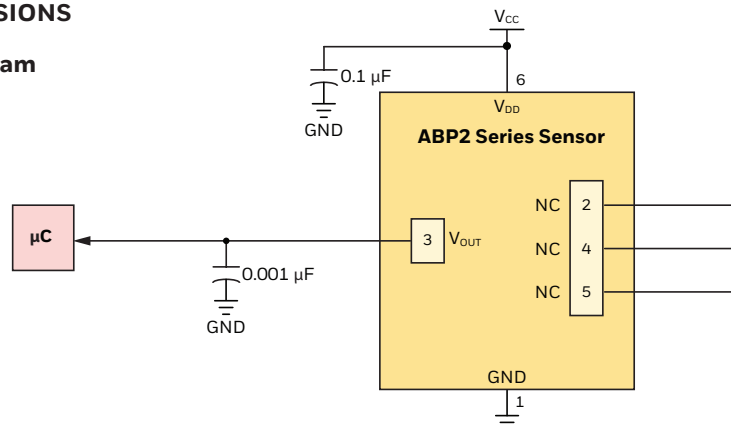 SIONS
am
VCC
0.1 µF
6
GND
VDD
ABP2 Series Sensor
NC 2
µC
3 VOUT
NC 4
0.001 µF
NC 5
GND
GND
1